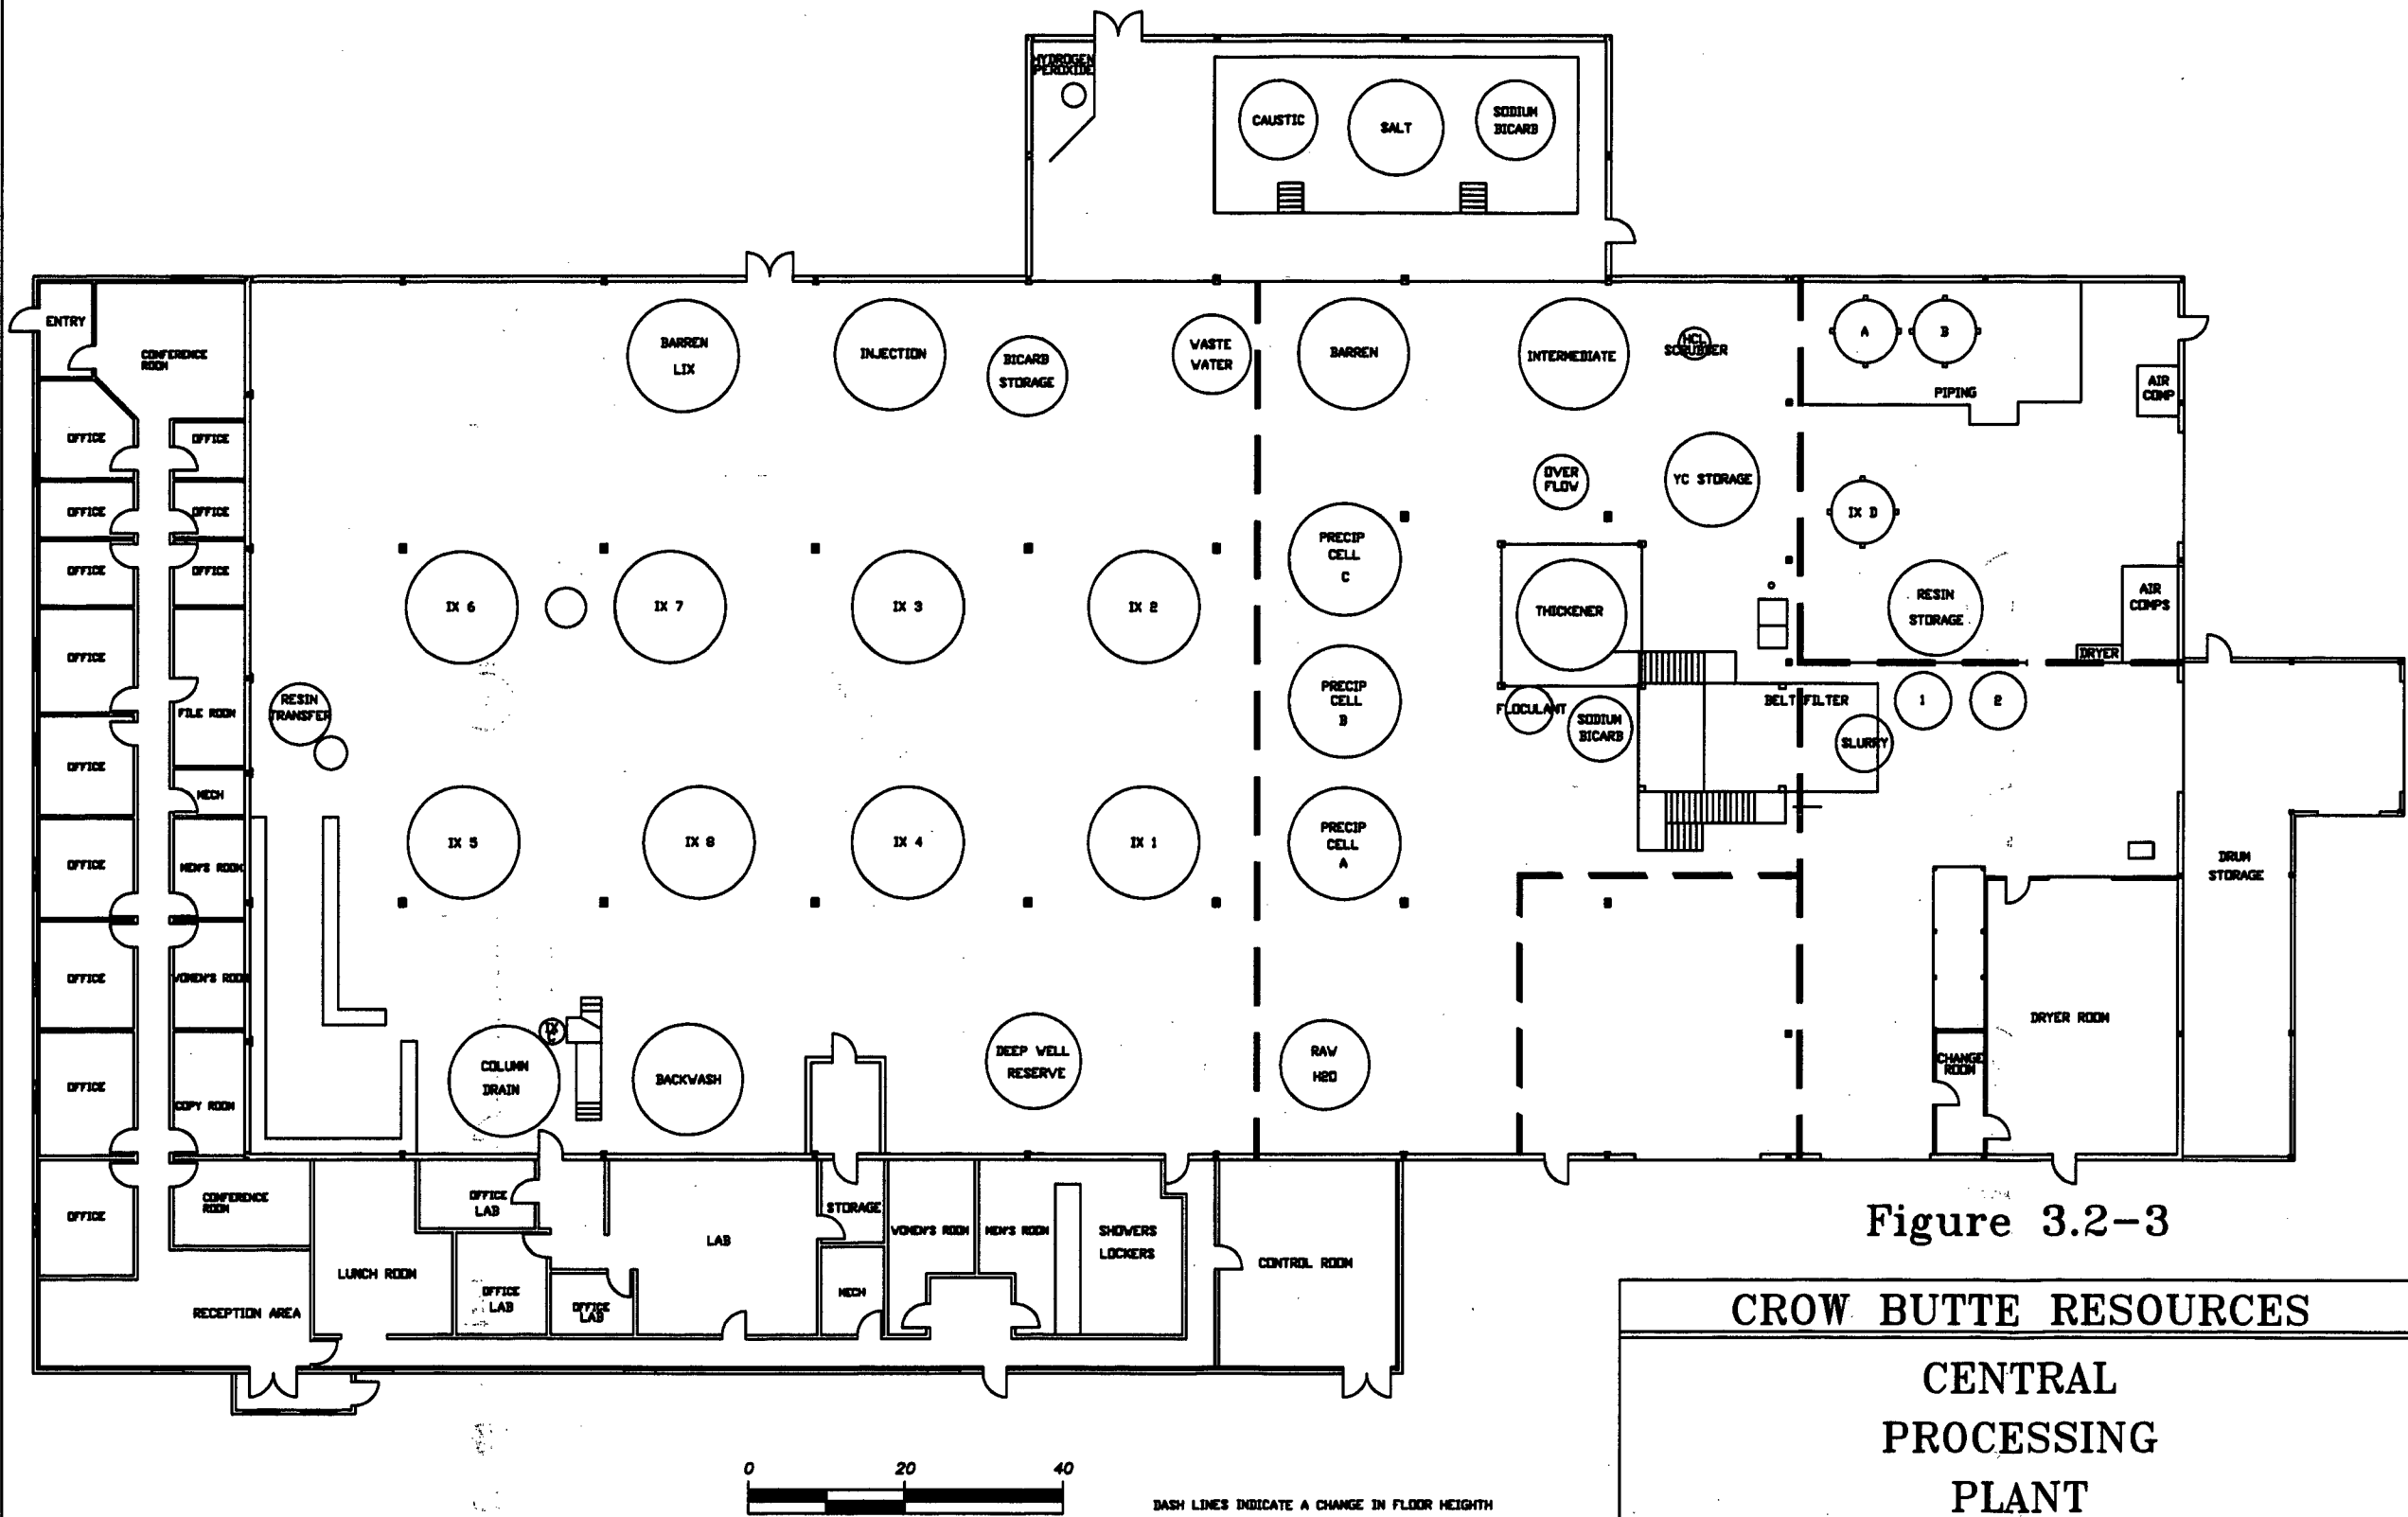 HYDROGEN
PEROXIDE
CAUSTIC
SALT
SODIUM
BICARB
ENTRY
CONFERENCE
ROOM
BARREN
LIX
INJECTION
BICARB
STORAGE
WASTE
WATER
BARREN
INTERMEDIATE
HCL
SCRUBBER
A
B
PIPING
AIR
COMP
OFFICE
OFFICE
OVER
FLOW
YC STORAGE
OFFICE
OFFICE
IX D
PRECIP
CELL
C
OFFICE
OFFICE
IX 6
IX 7
IX 3
IX 2
THICKENER
RESIN
STORAGE
AIR
COMPS
DRYER
OFFICE
RESIN
TRANSFER
FILE ROOM
PRECIP
CELL
B
FLOCULANT
SODIUM
BICARB
BELT FILTER
1
2
SLURRY
OFFICE
MECH
IX 5
IX 8
IX 4
IX 1
PRECIP
CELL
A
OFFICE
MEN'S ROOM
DRUM
STORAGE
OFFICE
WOMEN'S ROOM
DRYER ROOM
IX
C
COLUMN
DRAIN
BACKWASH
DEEP WELL
RESERVE
RAW
H2O
CHANGE
ROOM
OFFICE
COPY ROOM
OFFICE
CONFERENCE
ROOM
OFFICE
LAB
STORAGE
WOMEN'S ROOM
MEN'S ROOM
SHOWERS
LOCKERS
LAB
LUNCH ROOM
CONTROL ROOM
OFFICE
LAB
OFFICE
LAB
MECH
RECEPTION AREA
Figure 3.2-3
CROW BUTTE RESOURCES
CENTRAL
PROCESSING
PLANT
0 20 40
DASH LINES INDICATE A CHANGE IN FLOOR HEIGHTH